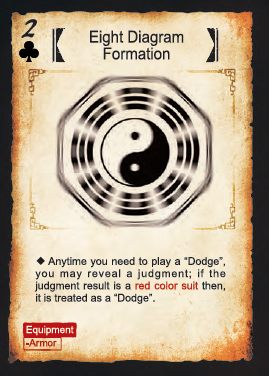 2
Eight Diagram
Formation
◆ Anytime you need to play a “Dodge”,
you may reveal a judgment; if the
judgment result is a red color suit then,
it is treated as a “Dodge”.
Equipment
-Armor